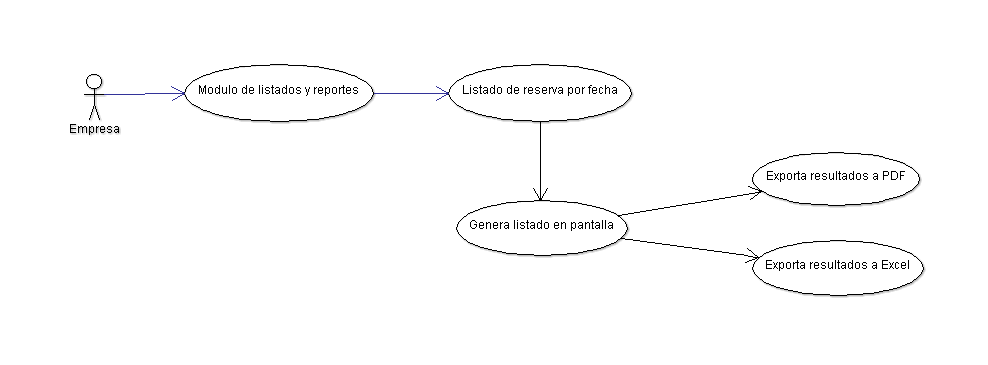 Modulo de listados y reportes
Listado de reserva por fecha
Empresa
Exporta resultados a PDF
Genera listado en pantalla
Exporta resultados a Excel